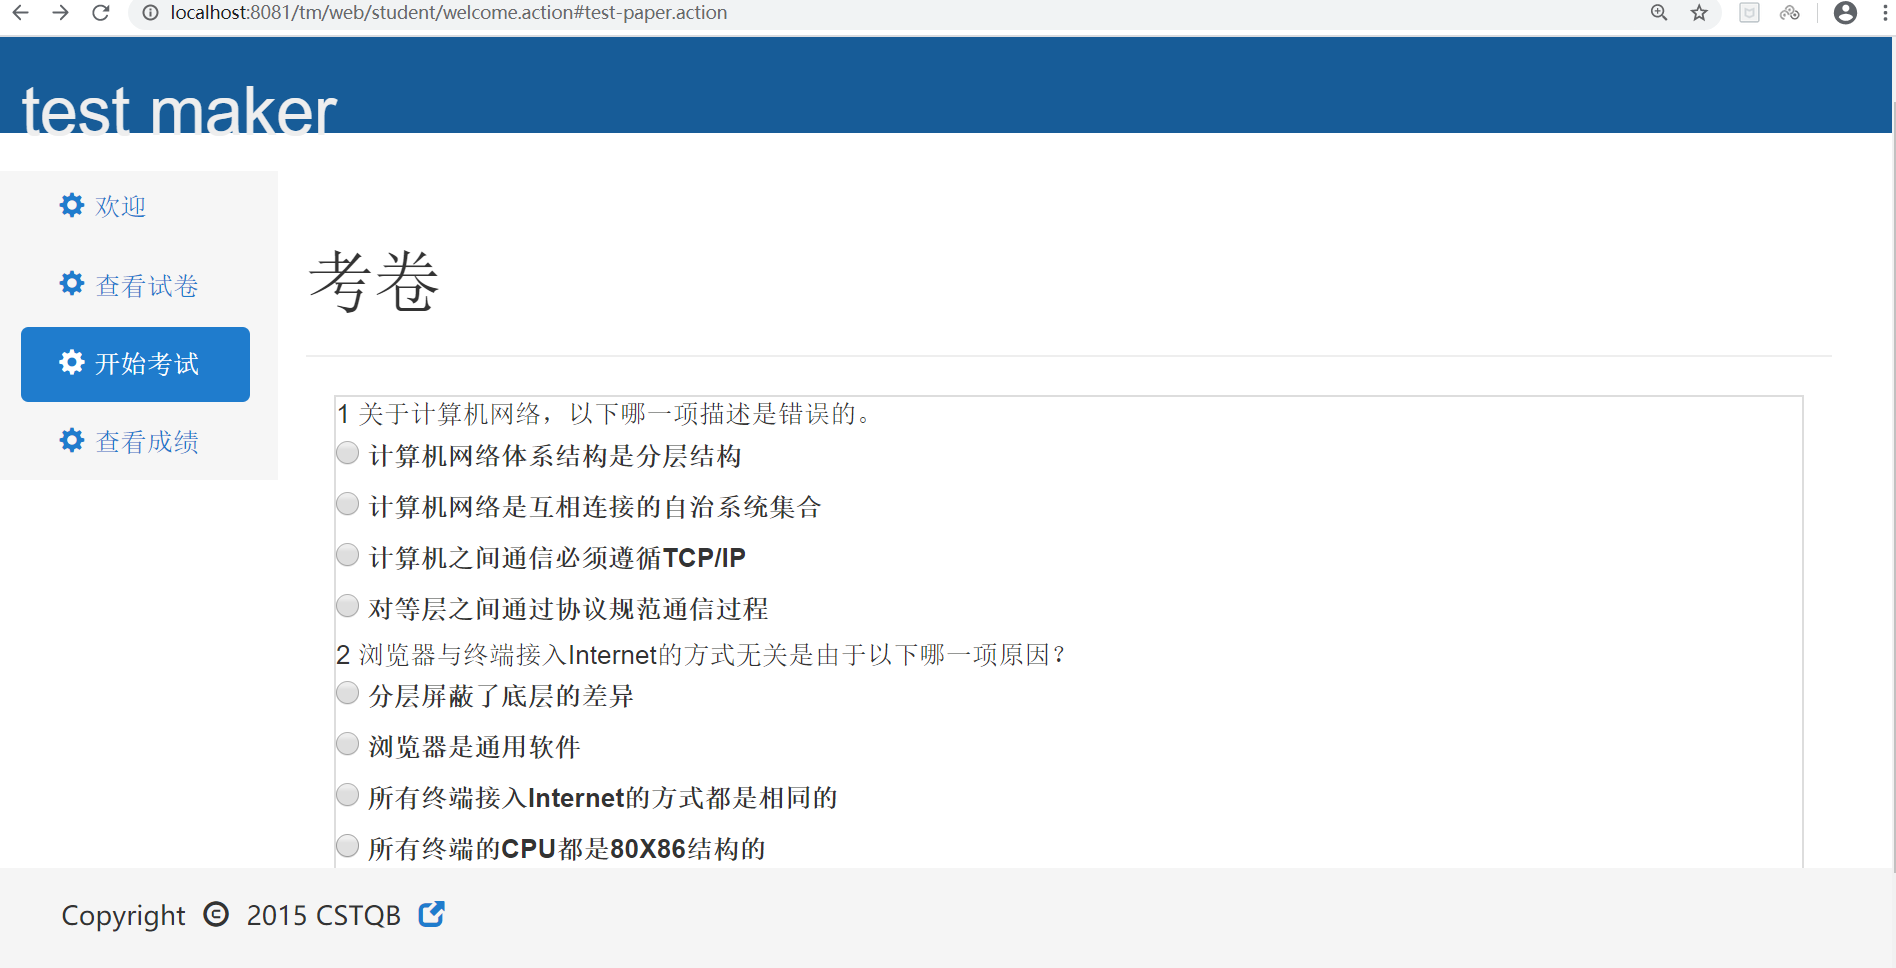 localhost:8081/tm/web/student/welcome.action#test-paper.action
test maker
欢迎
查看试卷
开始考试
查看成绩
考卷
1 关于计算机网络，以下哪一项描述是错误的。
计算机网络体系结构是分层结构
计算机网络是互相连接的自治系统集合
计算机之间通信必须遵循TCP/IP
对等层之间通过协议规范通信过程
2 浏览器与终端接入Internet的方式无关是由于以下哪一项原因？
分层屏蔽了底层的差异
浏览器是通用软件
所有终端接入Internet的方式都是相同的
所有终端的CPU都是80X86结构的
Copyright © 2015 CSTQB